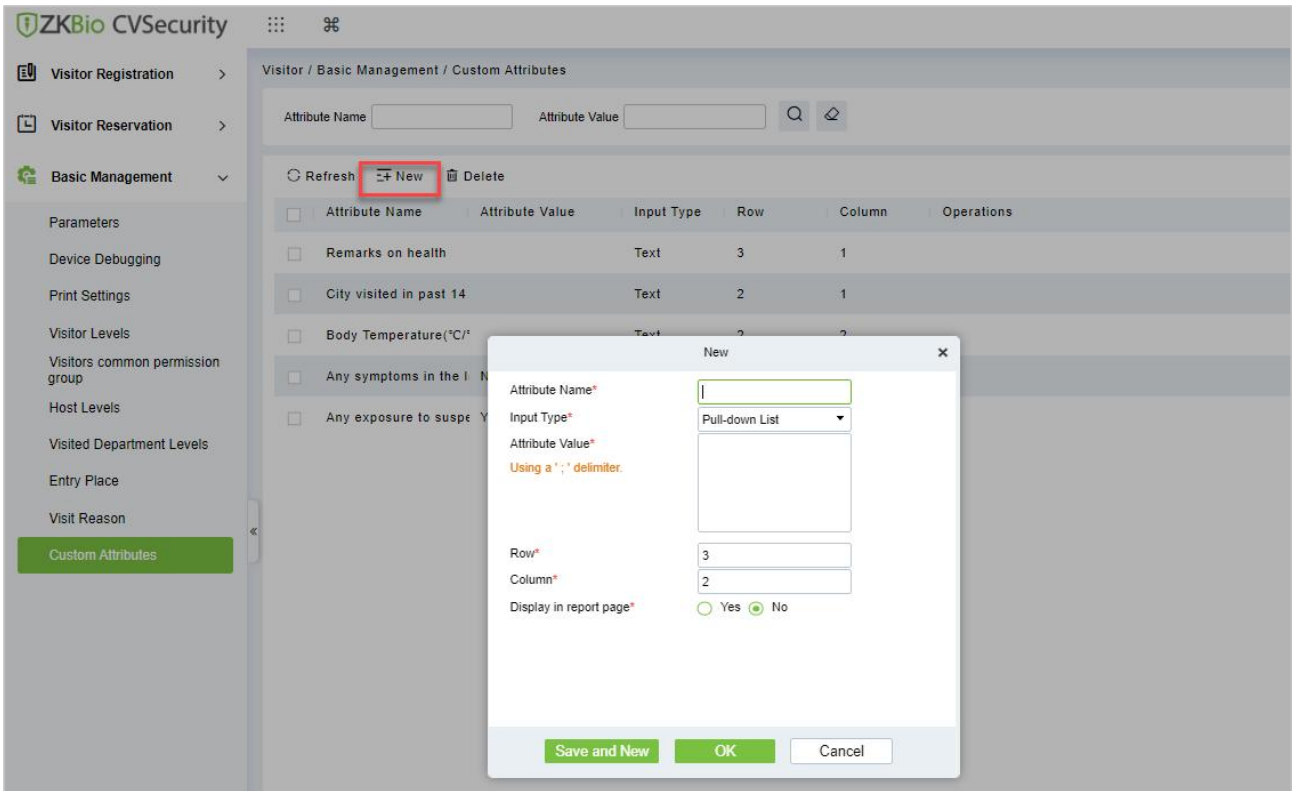 ZKBio CVSecurity
Visitor Registration
Visitor Reservation
Basic Management
Parameters
Device Debugging
Print Settings
Visitor Levels
Visitors common permission
group
Host Levels
Visited Department Levels
Entry Place
Visit Reason
Custom Attributes
Visitor / Basic Management / Custom Attributes
Attribute Name
Attribute Value
Refresh New Delete
Attribute Name Attribute Value Input Type Row Column Operations
Remarks on health Text 3 1
City visited in past 14 Text 2 1
Body Temperature(°C/° Text 2 2
Any symptoms in the l N
Any exposure to suspe Y
New
Attribute Name*
Input Type* Pull-down List
Attribute Value*
Using a ' ; ' delimiter.
Row* 3
Column* 2
Display in report page* Yes No
Save and New OK Cancel